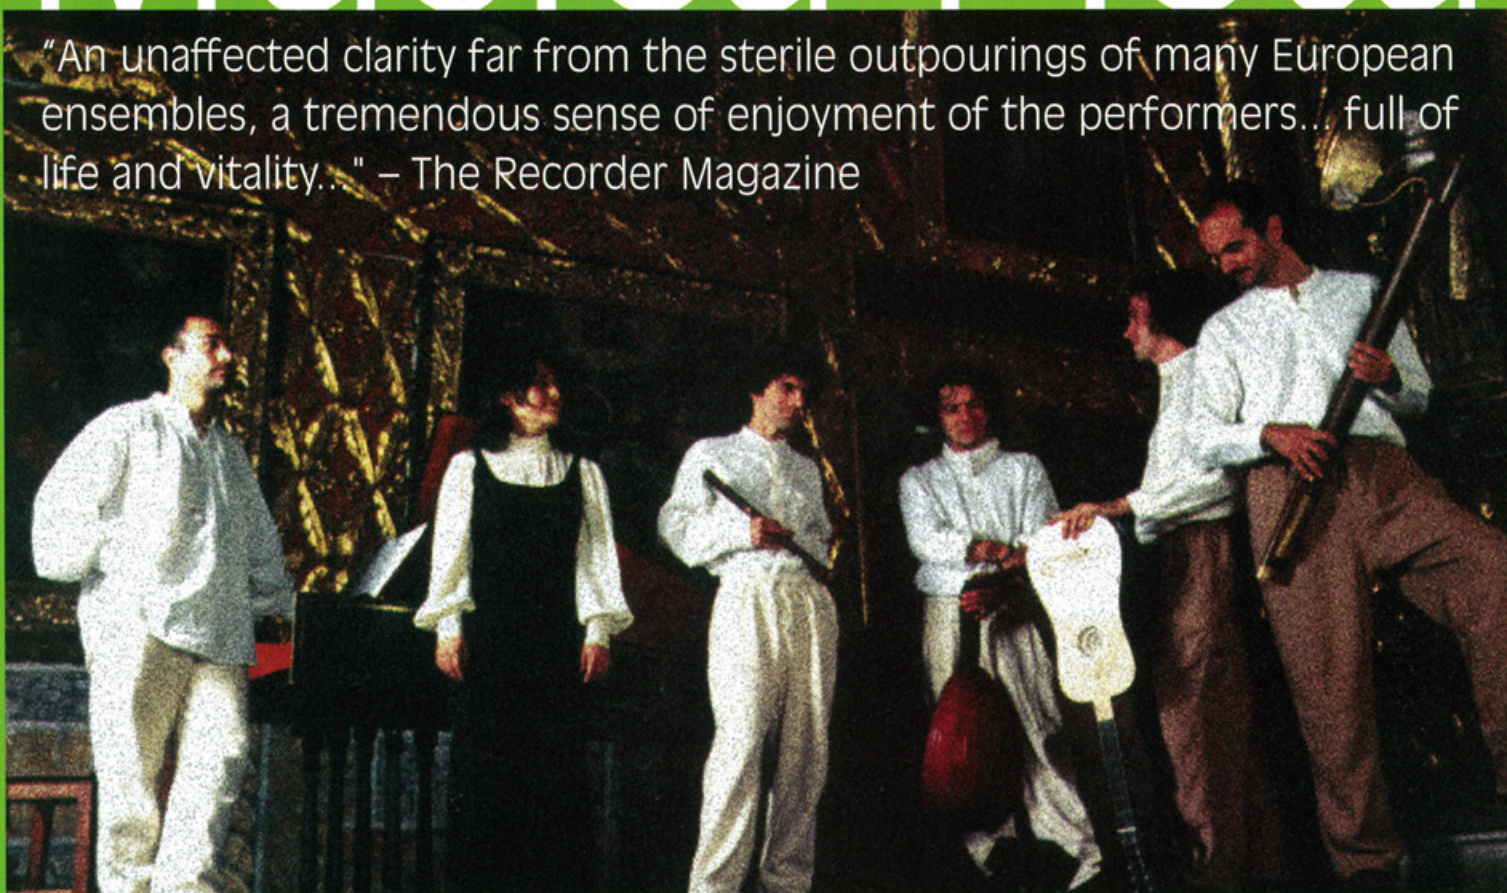 “An unaffected clarity far from the sterile outpourings of many European
ensembles, a tremendous sense of enjoyment of the performers... full of
life and vitality..." – The Recorder Magazine